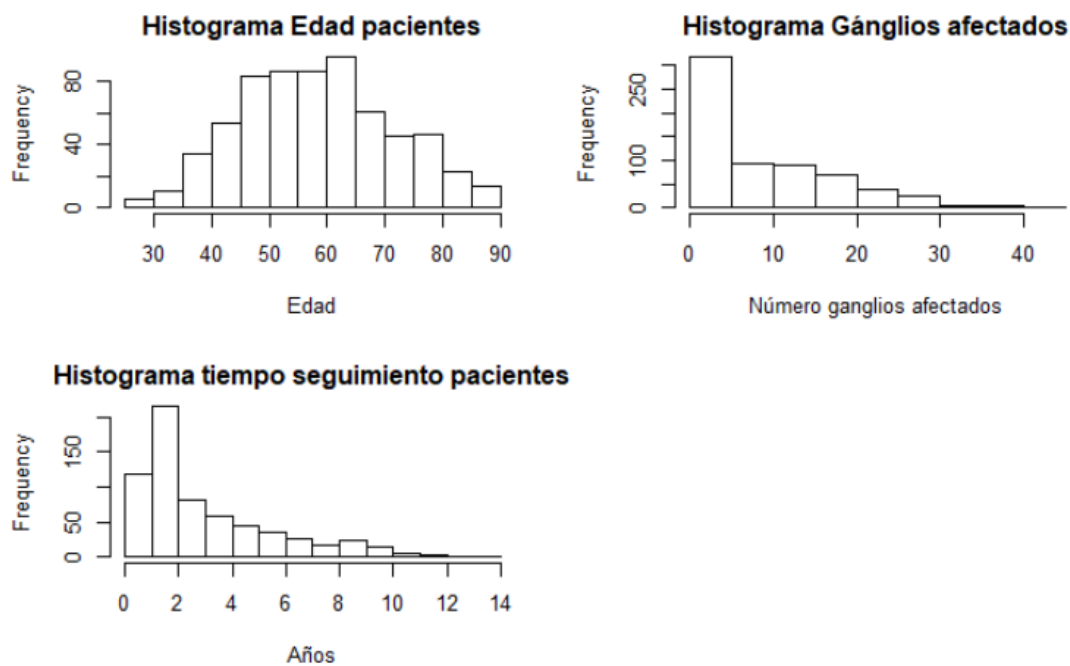 Histograma Edad pacientes
Frequency
0 40 80
30 40 50 60 70 80 90
Edad
Histograma Gánglios afectados
Frequency
0 100 250
0 10 20 30 40
Número ganglios afectados
Histograma tiempo seguimiento pacientes
Frequency
0 50 150
0 2 4 6 8 10 12 14
Años